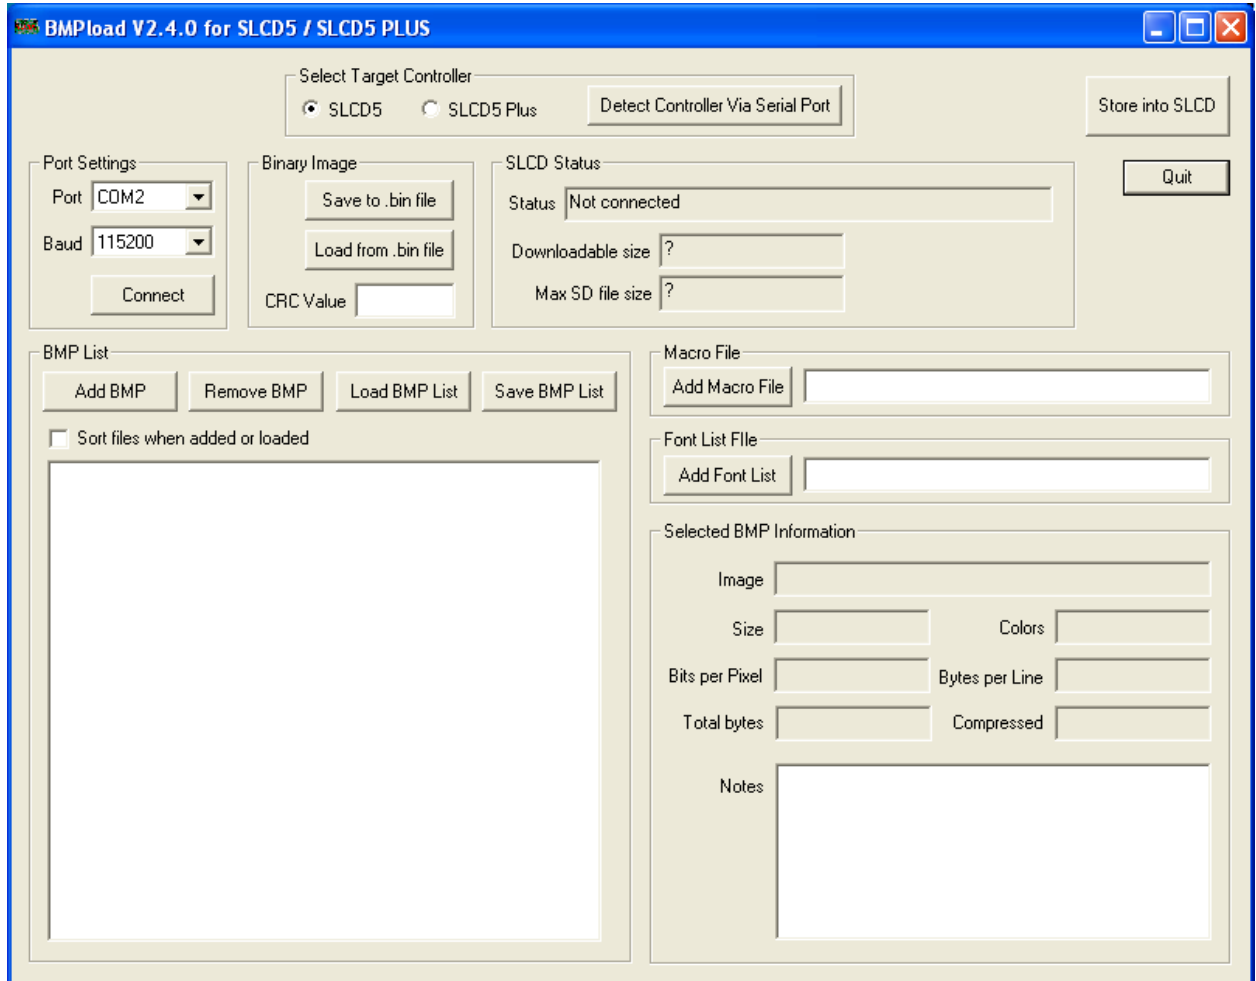 BMPload V2.4.0 for SLCD5 / SLCD5 PLUS
Select Target Controller
SLCD5 SLCD5 Plus Detect Controller Via Serial Port
Store into SLCD
Port Settings
Port COM2
Baud 115200
Connect
Binary Image
Save to .bin file
Load from .bin file
CRC Value
SLCD Status
Status Not connected
Downloadable size ?
Max SD file size ?
Quit
BMP List
Add BMP Remove BMP Load BMP List Save BMP List
Sort files when added or loaded
Macro File
Add Macro File
Font List FIle
Add Font List
Selected BMP Information
Image
Size Colors
Bits per Pixel Bytes per Line
Total bytes Compressed
Notes